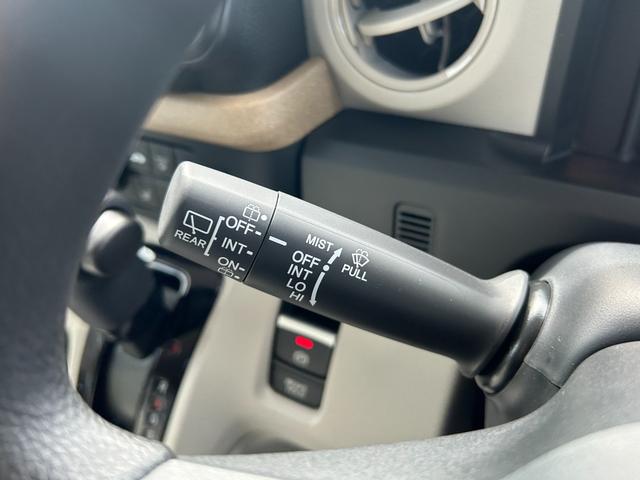 REAR
OFF
INT
ON
MIST
OFF
INT
LO
HI
PULL